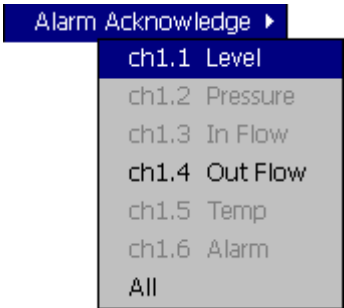 Alarm Acknowledge
ch1.1 Level
ch1.2 Pressure
ch1.3 In Flow
ch1.4 Out Flow
ch1.5 Temp
ch1.6 Alarm
All